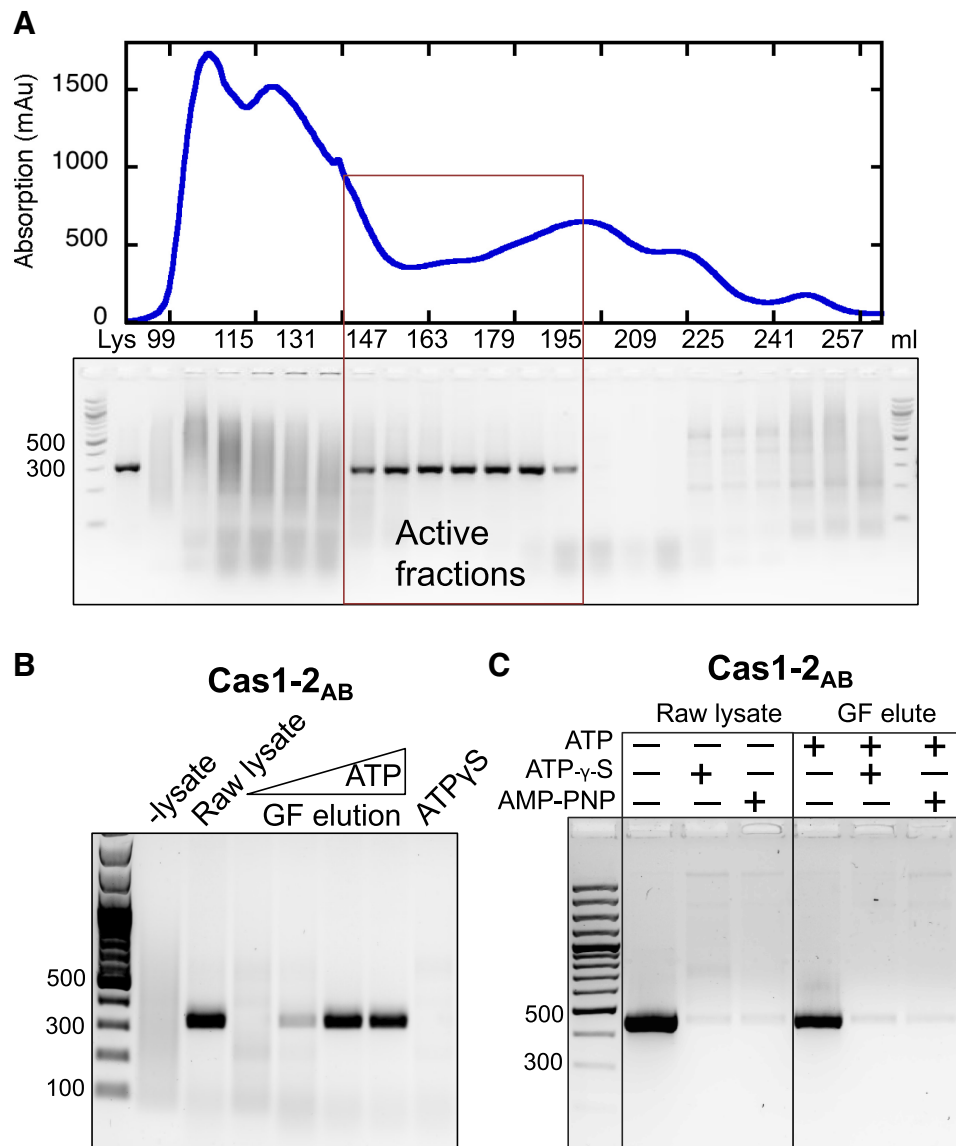 A
Absorption (mAu)
1500
1000
500
0
Lys 99 115 131 147 163 179 195 209 225 241 257 ml
500
300
Active
fractions
B
Cas1-2AB
-lysate Raw lysate ATP ATPγS
GF elution
500
300
100
C
Cas1-2AB
Raw lysate GF elute
ATP — — — + + +
ATP-γ-S — + — — + —
AMP-PNP — — + — — +
500
300